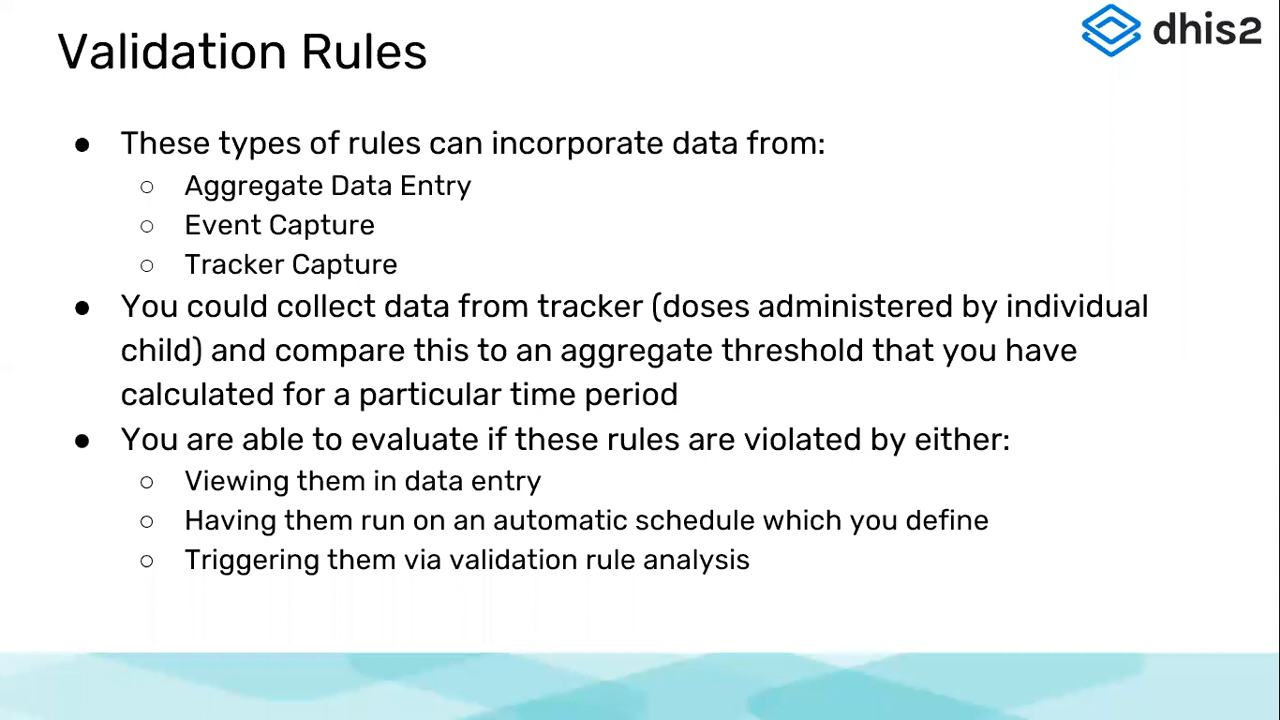 dhis2
Validation Rules
● These types of rules can incorporate data from:
○ Aggregate Data Entry
○ Event Capture
○ Tracker Capture
● You could collect data from tracker (doses administered by individual
child) and compare this to an aggregate threshold that you have
calculated for a particular time period
● You are able to evaluate if these rules are violated by either:
○ Viewing them in data entry
○ Having them run on an automatic schedule which you define
○ Triggering them via validation rule analysis